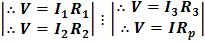 ∴ V = I₁R₁ ⋮ ∴ V = I₃R₃
∴ V = I₂R₂ ⋮ ∴ V = IRₚ